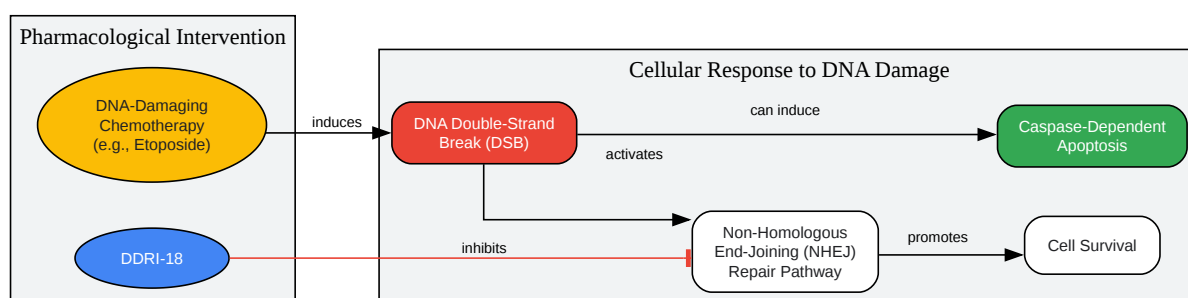 Pharmacological Intervention
DNA-Damaging
Chemotherapy
(e.g., Etoposide)
DDRI-18
induces
inhibits
Cellular Response to DNA Damage
DNA Double-Strand
Break (DSB)
can induce
activates
Caspase-Dependent
Apoptosis
Non-Homologous
End-Joining (NHEJ)
Repair Pathway
promotes
Cell Survival